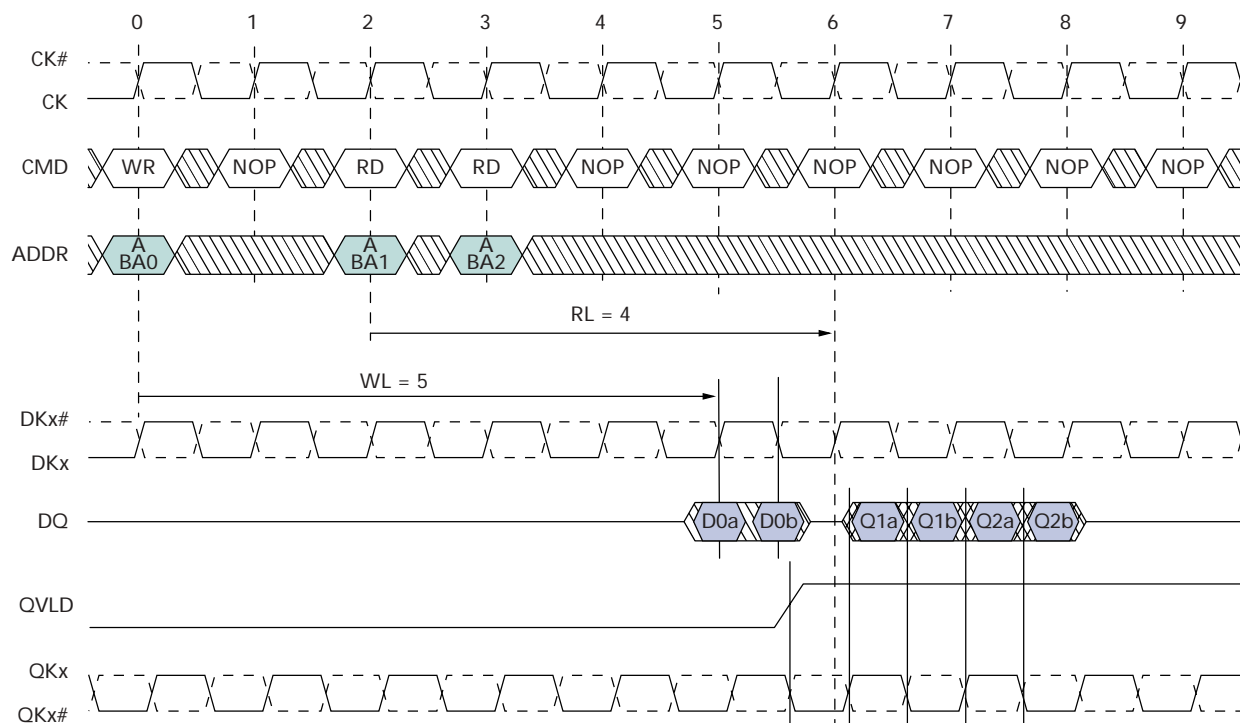 0 1 2 3 4 5 6 7 8 9
CK#
CK
CMD WR NOP RD RD NOP NOP NOP NOP NOP NOP
ADDR A BA0 A BA1 A BA2
RL = 4
WL = 5
DKx#
DKx
DQ D0a D0b Q1a Q1b Q2a Q2b
QVLD
QKx
QKx#